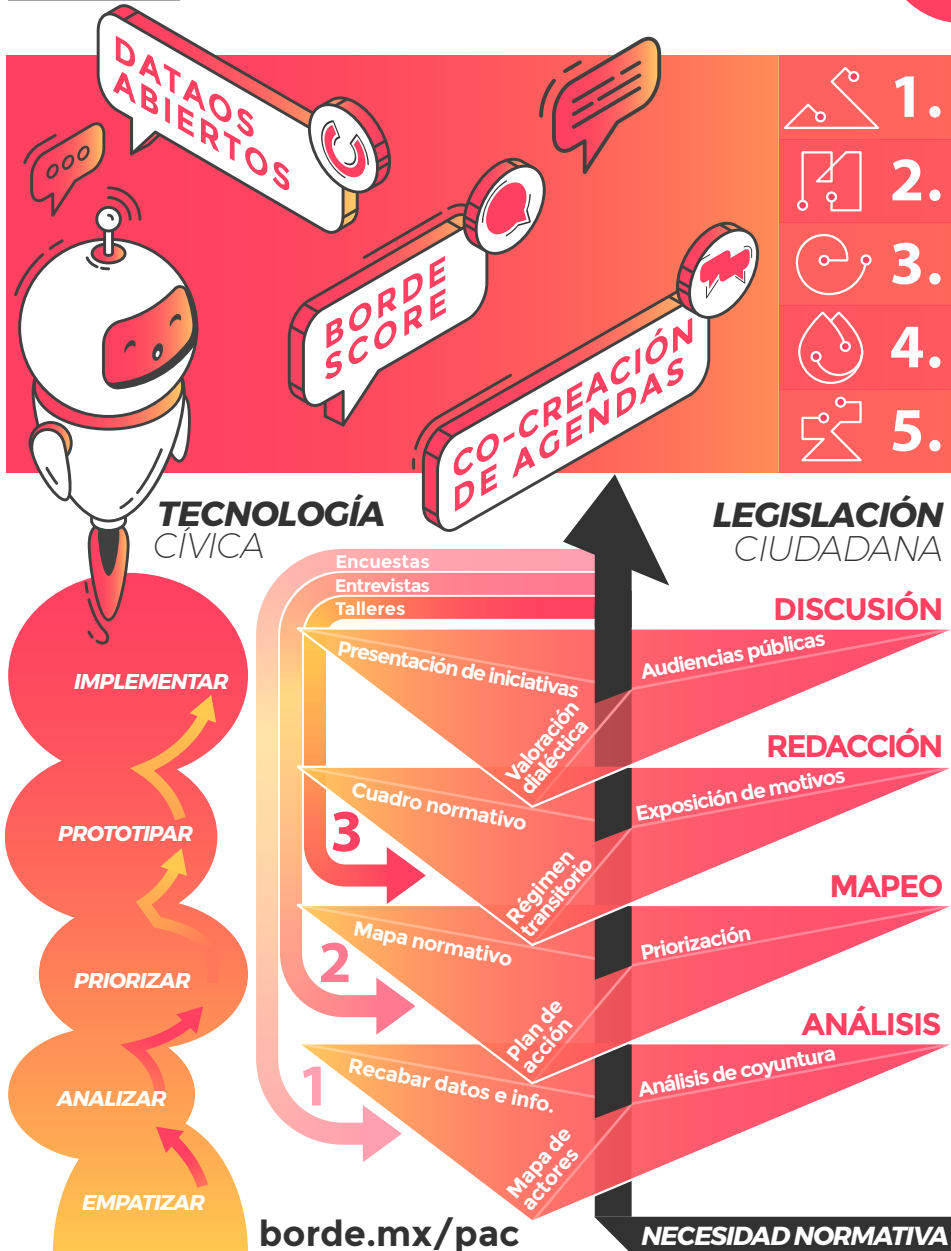 DATAOS
ABIERTOS
BORDE
SCORE
CO-CREACIÓN
DE AGENDAS
1.
2.
3.
4.
5.
TECNOLOGÍA
CÍVICA
LEGISLACIÓN
CIUDADANA
IMPLEMENTAR
PROTOTIPAR
PRIORIZAR
ANALIZAR
EMPATIZAR
Encuestas
Entrevistas
Talleres
DISCUSIÓN
Presentación de iniciativas
Valoración
dialéctica
Audiencias públicas
REDACCIÓN
Cuadro normativo
Régimen
transitorio
Exposición de motivos
3
MAPEO
Mapa normativo
Plan de
acción
Priorización
2
ANÁLISIS
Recabar datos e info.
Mapa de
actores
Análisis de coyuntura
1
borde.mx/pac
NECESIDAD NORMATIVA